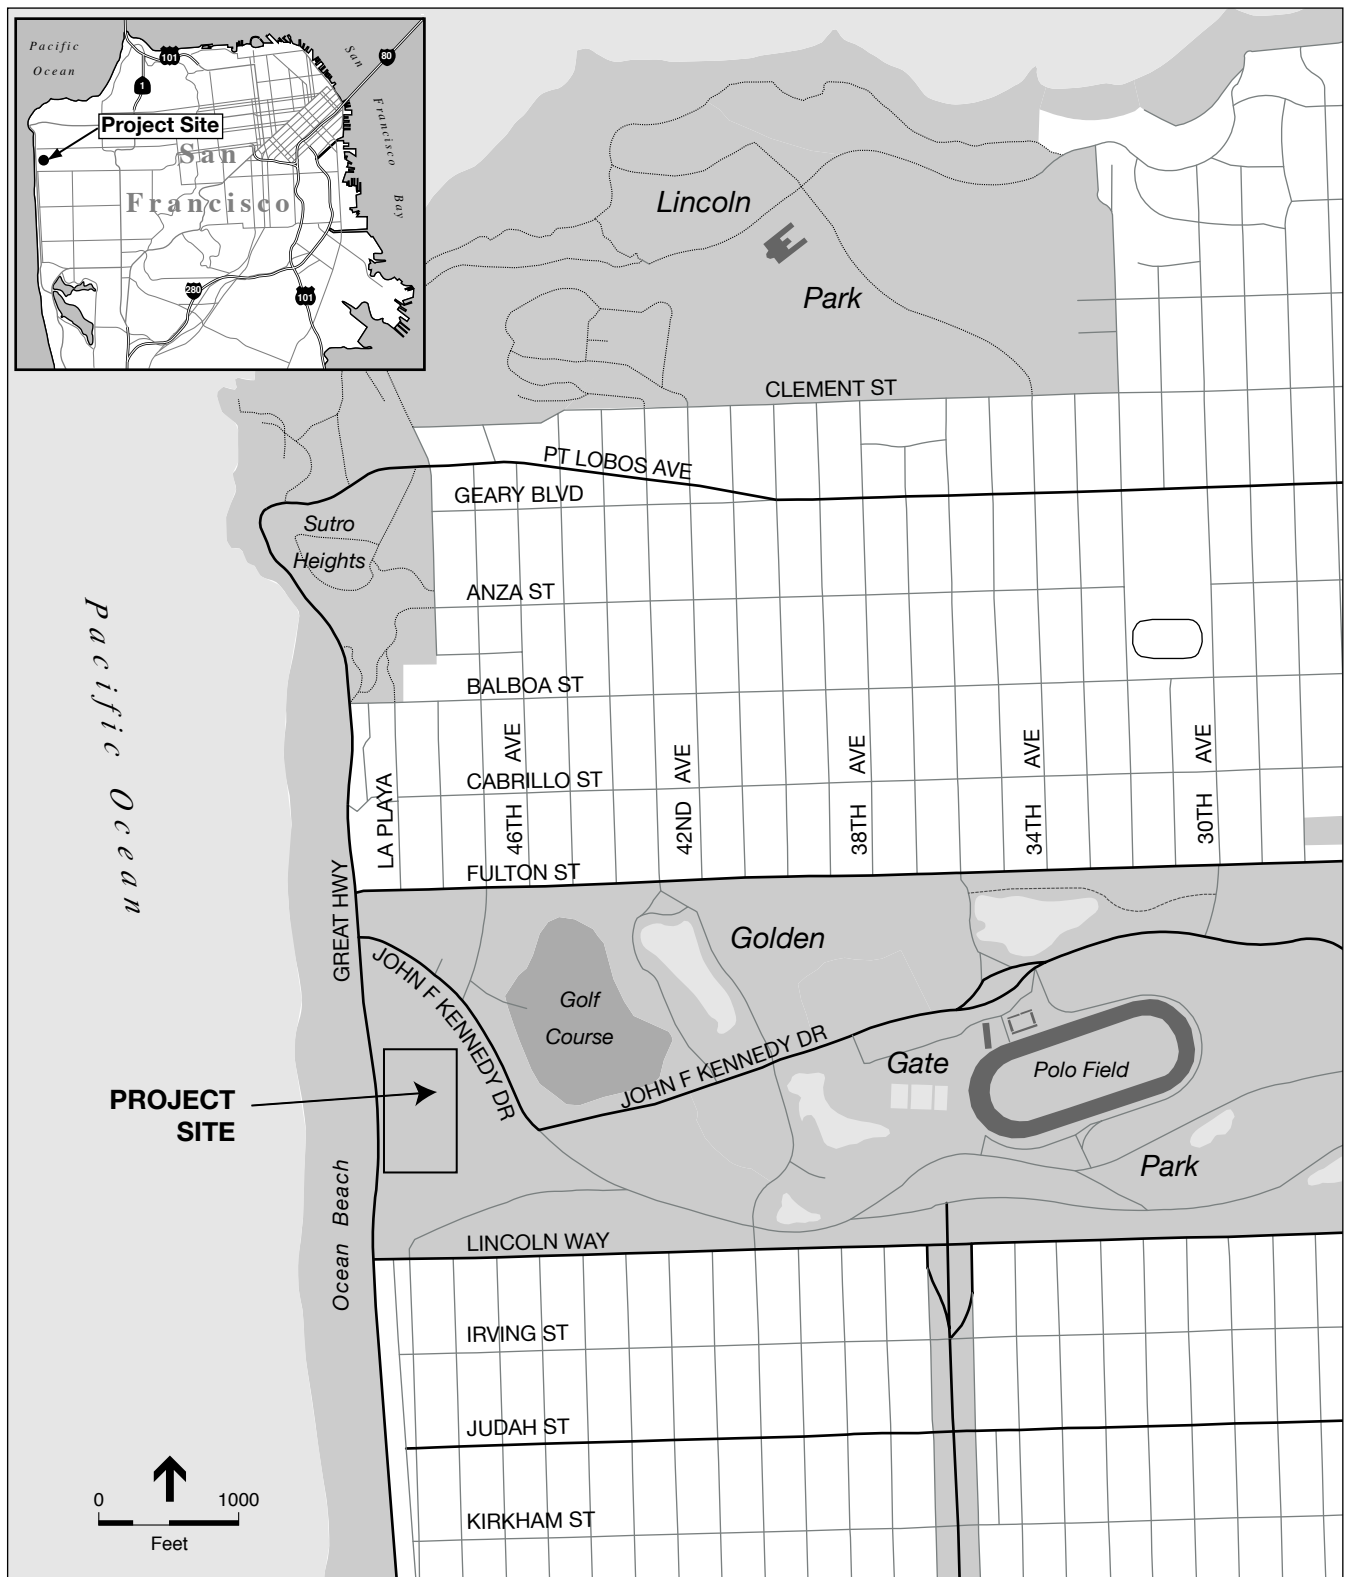 Pacific
Ocean
101
1
San
80
Francisco
Bay
Project Site
San
Francisco
280
101
Lincoln
Park
CLEMENT ST
PT LOBOS AVE
GEARY BLVD
Sutro
Heights
ANZA ST
BALBOA ST
Pacific Ocean
LA PLAYA
46TH AVE
42ND AVE
38TH AVE
34TH AVE
30TH AVE
CABRILLO ST
FULTON ST
GREAT HWY
JOHN F KENNEDY DR
Golf
Course
Golden
JOHN F KENNEDY DR
Gate
Polo Field
Park
PROJECT
SITE
Ocean Beach
LINCOLN WAY
IRVING ST
JUDAH ST
KIRKHAM ST
0 1000
Feet